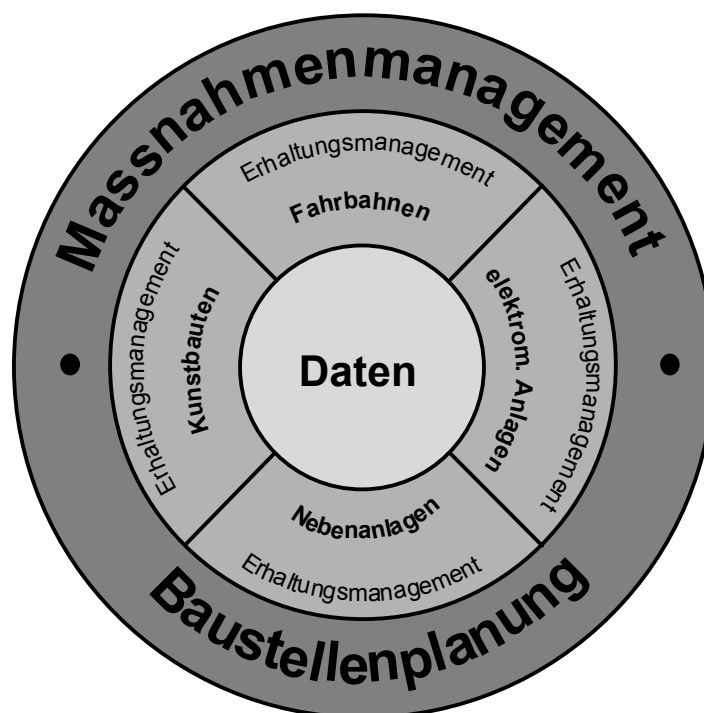 Massnahmenmanagement
Erhaltungsmanagement
Fahrbahnen
Erhaltungsmanagement
Kunstbauten
Daten
elektrom. Anlagen
Erhaltungsmanagement
Nebenanlagen
Erhaltungsmanagement
Baustellenplanung